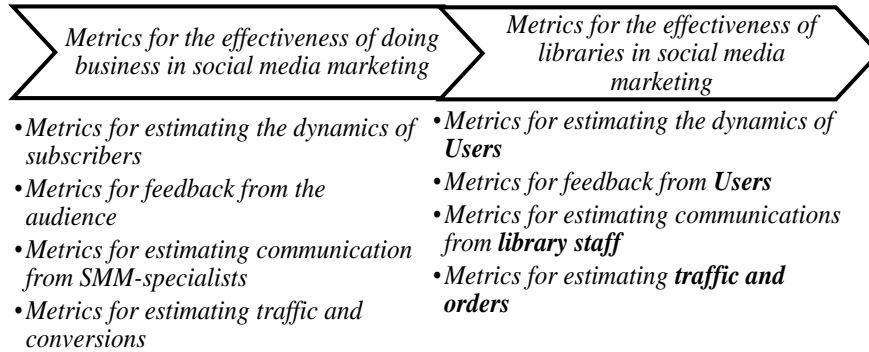 Metrics for the effectiveness of doing
business in social media marketing
Metrics for the effectiveness of
libraries in social media
marketing
•Metrics for estimating the dynamics of
subscribers
•Metrics for feedback from the
audience
•Metrics for estimating communication
from SMM-specialists
•Metrics for estimating traffic and
conversions
•Metrics for estimating the dynamics of
Users
•Metrics for feedback from Users
•Metrics for estimating communications
from library staff
•Metrics for estimating traffic and
orders